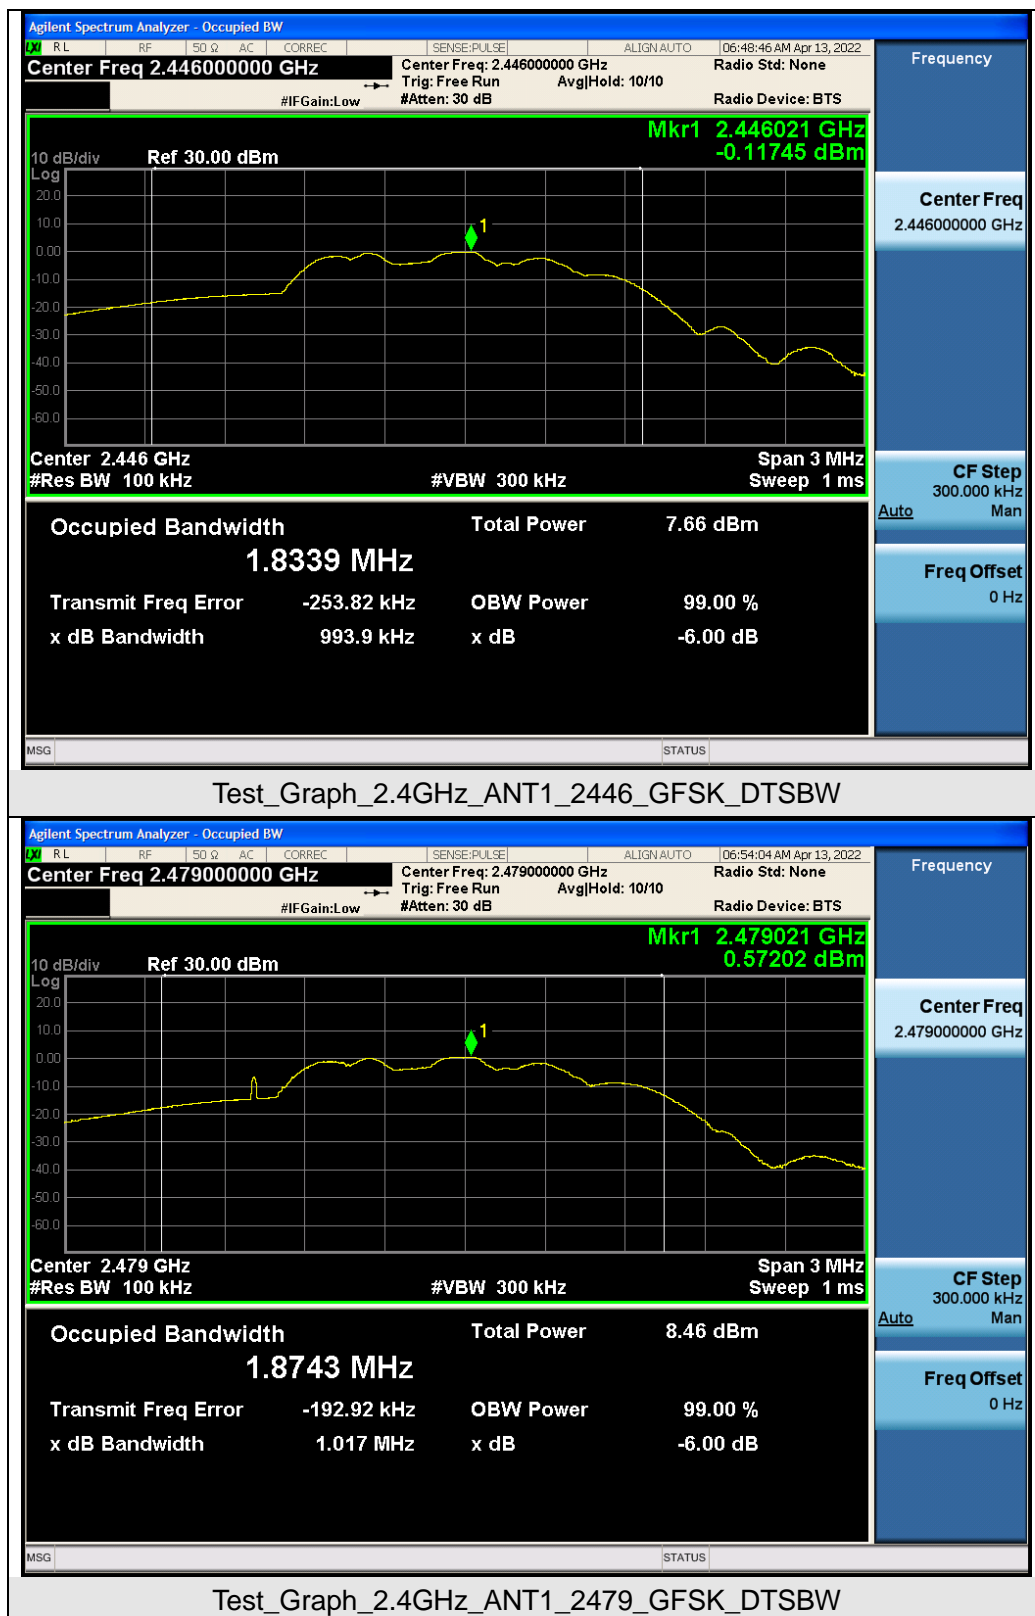 Agilent Spectrum Analyzer - Occupied BW
LXI RL RF 50 Ω AC CORREC SENSE:PULSE ALIGN AUTO 06:48:46 AM Apr 13, 2022
Center Freq 2.446000000 GHz Center Freq: 2.446000000 GHz Radio Std: None
Trig: Free Run Avg|Hold: 10/10
#IFGain:Low #Atten: 30 dB Radio Device: BTS
Mkr1 2.446021 GHz
-0.11745 dBm
10 dB/div Ref 30.00 dBm
Log
20.0
10.0
0.00
-10.0
-20.0
-30.0
-40.0
-50.0
-60.0
1
Center 2.446 GHz Span 3 MHz
#Res BW 100 kHz #VBW 300 kHz Sweep 1 ms
Occupied Bandwidth Total Power 7.66 dBm
1.8339 MHz
Transmit Freq Error -253.82 kHz OBW Power 99.00 %
x dB Bandwidth 993.9 kHz x dB -6.00 dB
MSG STATUS
Frequency
Center Freq
2.446000000 GHz
CF Step
300.000 kHz
Auto Man
Freq Offset
0 Hz
Test_Graph_2.4GHz_ANT1_2446_GFSK_DTSBW
Agilent Spectrum Analyzer - Occupied BW
LXI RL RF 50 Ω AC CORREC SENSE:PULSE ALIGN AUTO 06:54:04 AM Apr 13, 2022
Center Freq 2.479000000 GHz Center Freq: 2.479000000 GHz Radio Std: None
Trig: Free Run Avg|Hold: 10/10
#IFGain:Low #Atten: 30 dB Radio Device: BTS
Mkr1 2.479021 GHz
0.57202 dBm
10 dB/div Ref 30.00 dBm
Log
20.0
10.0
0.00
-10.0
-20.0
-30.0
-40.0
-50.0
-60.0
1
Center 2.479 GHz Span 3 MHz
#Res BW 100 kHz #VBW 300 kHz Sweep 1 ms
Occupied Bandwidth Total Power 8.46 dBm
1.8743 MHz
Transmit Freq Error -192.92 kHz OBW Power 99.00 %
x dB Bandwidth 1.017 MHz x dB -6.00 dB
MSG STATUS
Frequency
Center Freq
2.479000000 GHz
CF Step
300.000 kHz
Auto Man
Freq Offset
0 Hz
Test_Graph_2.4GHz_ANT1_2479_GFSK_DTSBW